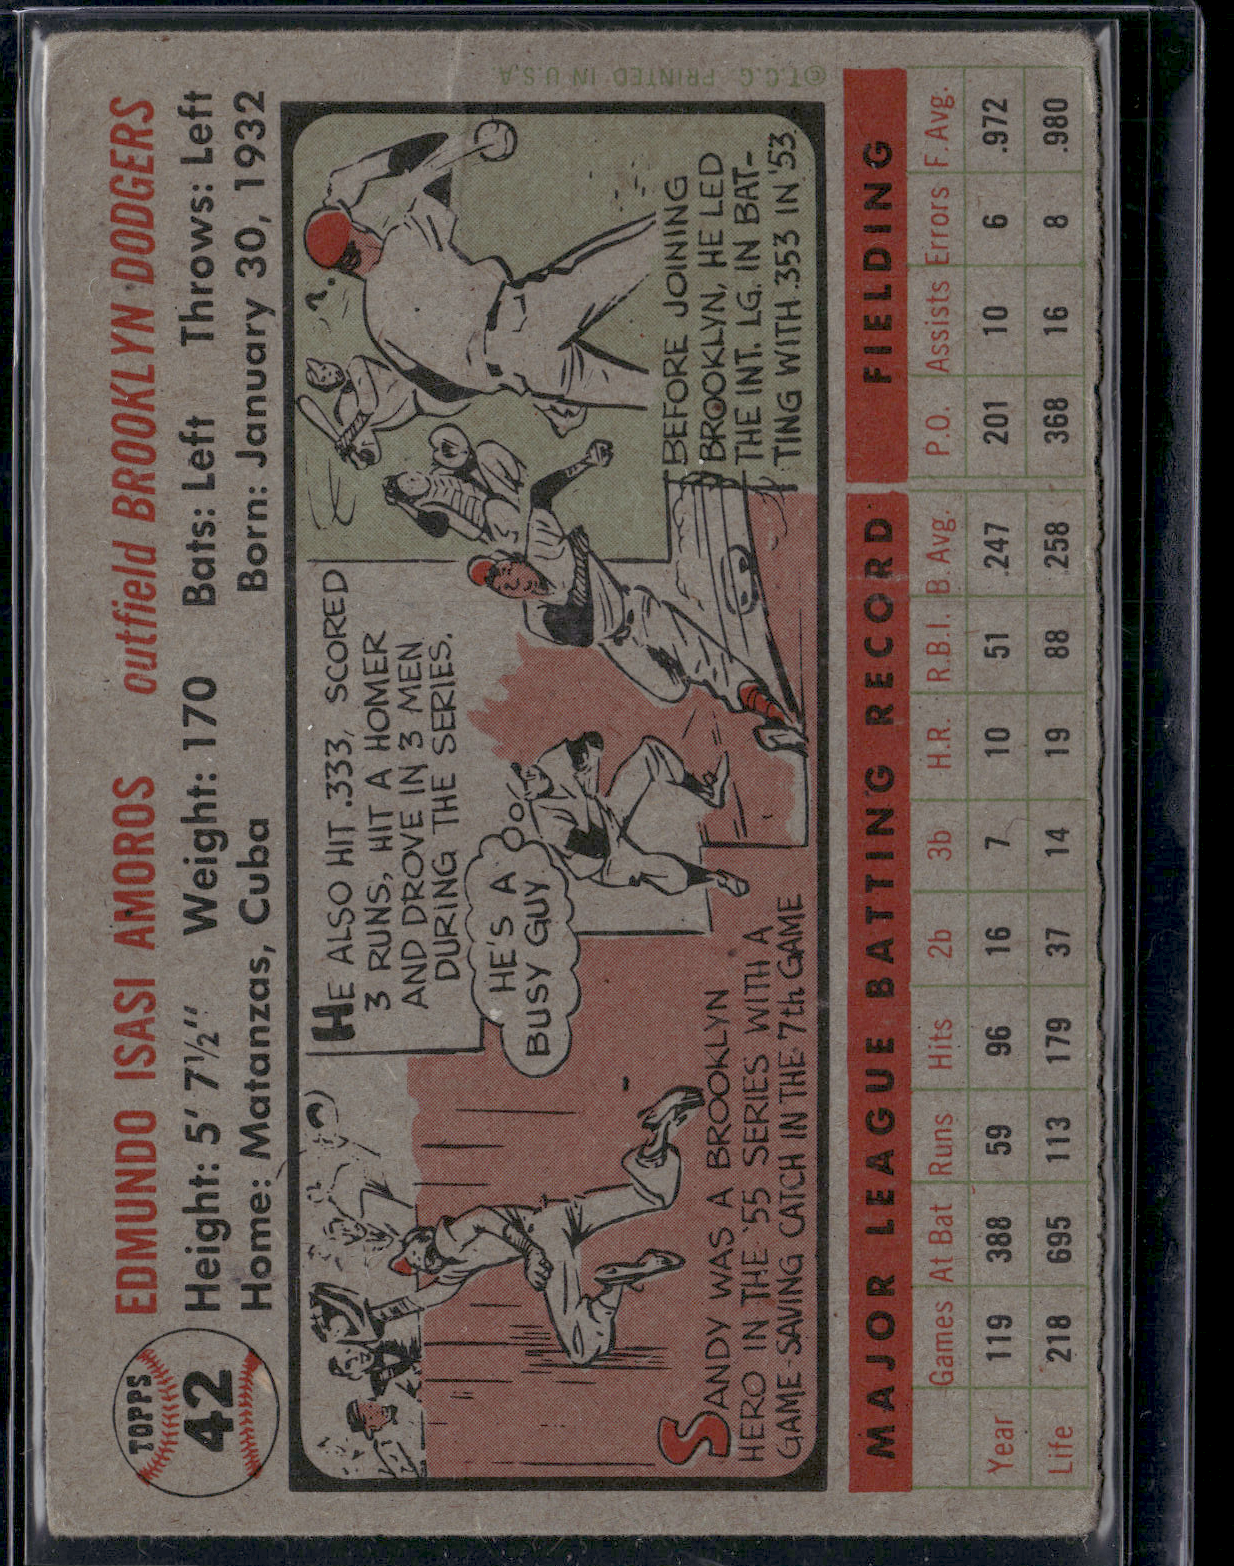 TOPPS
42
EDMUNDO ISASI AMOROS outfield BROOKLYN DODGERS
Height: 5' 7½" Weight: 170 Bats: Left Throws: Left
Home: Matanzas, Cuba Born: January 30, 1932
SANDY WAS A BROOKLYN
HERO IN THE '55 SERIES WITH A
GAME-SAVING CATCH IN THE 7th GAME
HE ALSO HIT .333, SCORED
3 RUNS, HIT A HOMER
AND DROVE IN 3 MEN
DURING THE SERIES.
HE'S A
BUSY GUY
?
BEFORE JOINING
BROOKLYN, HE LED
THE INT. LG. IN BAT-
TING WITH .353 IN '53.
MAJOR LEAGUE BATTING RECORD FIELDING
Games At Bat Runs Hits 2b 3b H.R. R.B.I. B. Avg. P.O. Assists Errors F. Avg.
Year 119 388 59 96 16 7 10 51 .247 201 10 6 .972
Life 218 695 113 179 37 14 19 88 .258 368 16 8 .980
©T.C.G. PRINTED IN U.S.A.